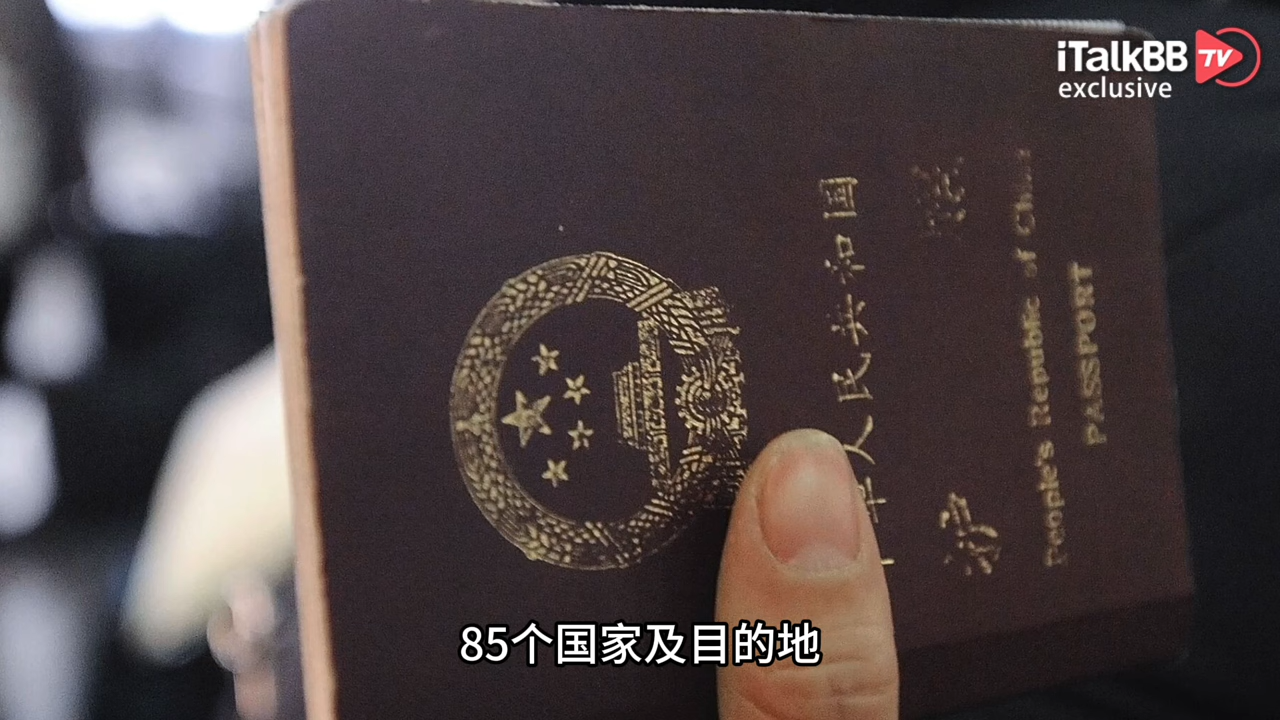 iTalkBB TV
exclusive
华人民共和国
护
People's Republic of China
PASSPORT
85个国家及目的地